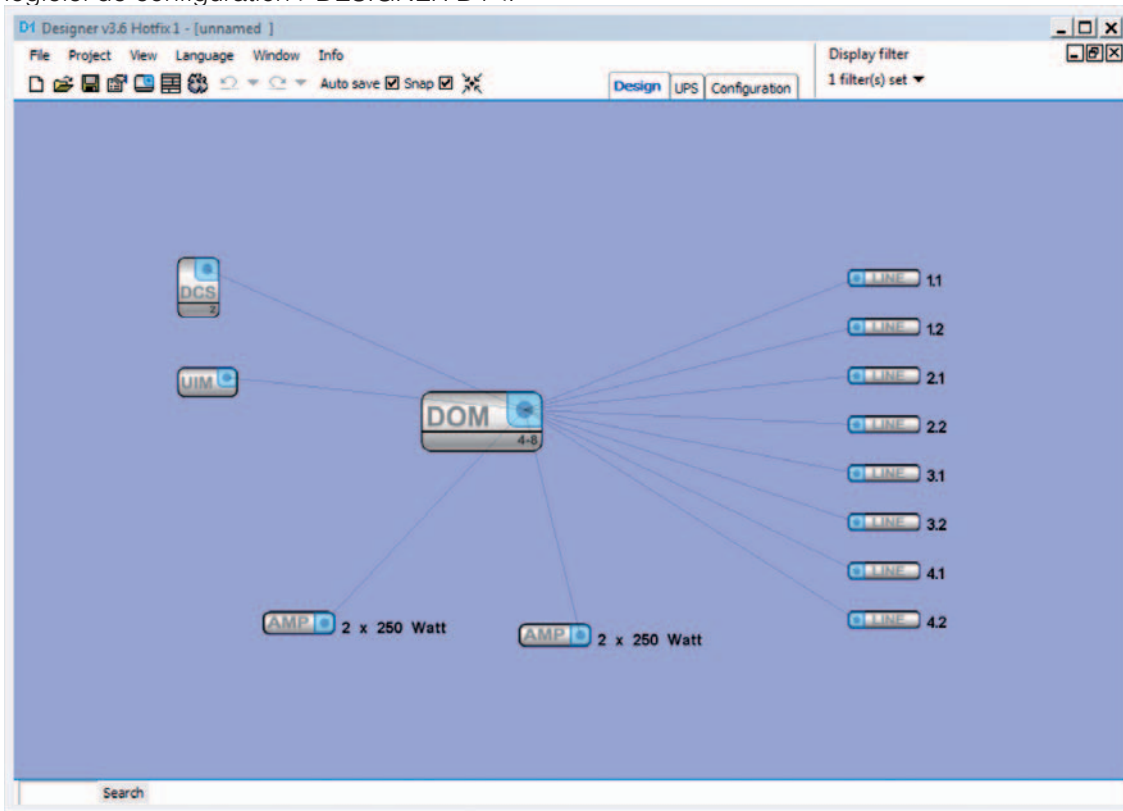 logiciel de configuration : DESIGNER D1 .
D1 Designer v3.6 Hotfix 1 - [unnamed ]
File Project View Language Window Info
Display filter
Auto save Snap
Design UPS Configuration
1 filter(s) set
DCS
2
UIM
DOM
4-8
AMP 2 x 250 Watt
AMP 2 x 250 Watt
LINE 1.1
LINE 1.2
LINE 2.1
LINE 2.2
LINE 3.1
LINE 3.2
LINE 4.1
LINE 4.2
Search